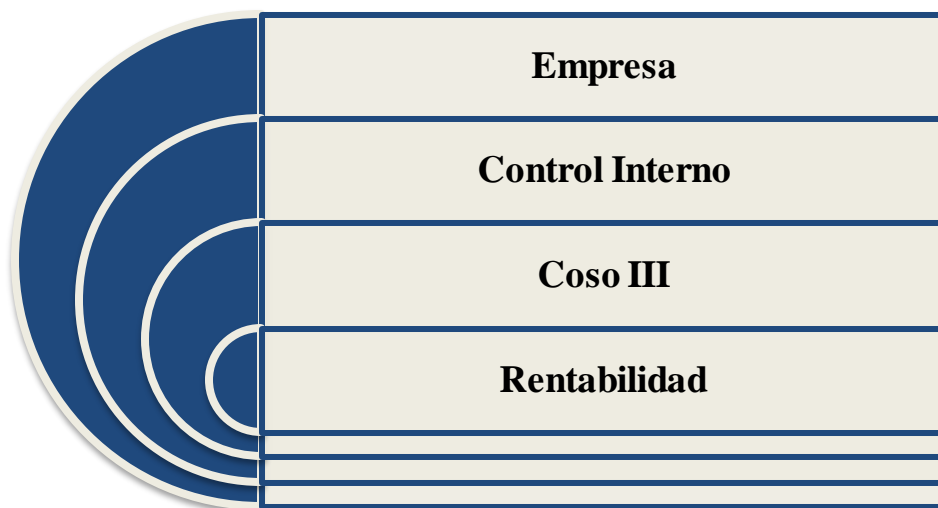 Empresa
Control Interno
Coso III
Rentabilidad